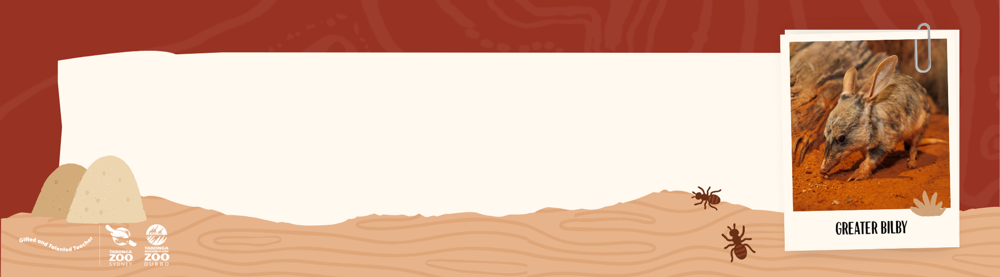 Gifted and Talented Teacher
TARONGA
ZOO
SYDNEY
TARONGA
WESTERN PLAINS
ZOO
DUBBO
GREATER BILBY